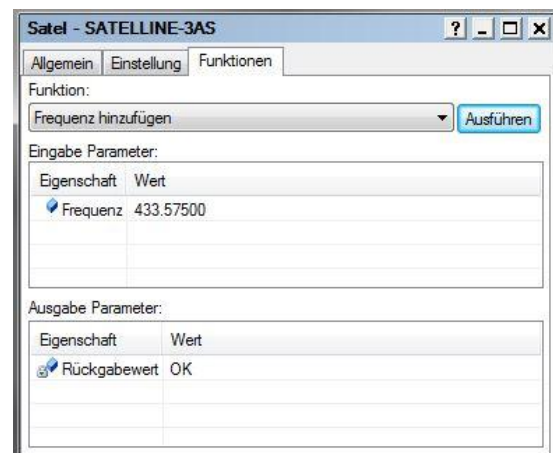 Satel - SATELLINE-3AS
Allgemein Einstellung Funktionen
Funktion:
Frequenz hinzufügen Ausführen
Eingabe Parameter:
Eigenschaft Wert
Frequenz 433.57500
Ausgabe Parameter:
Eigenschaft Wert
Rückgabewert OK